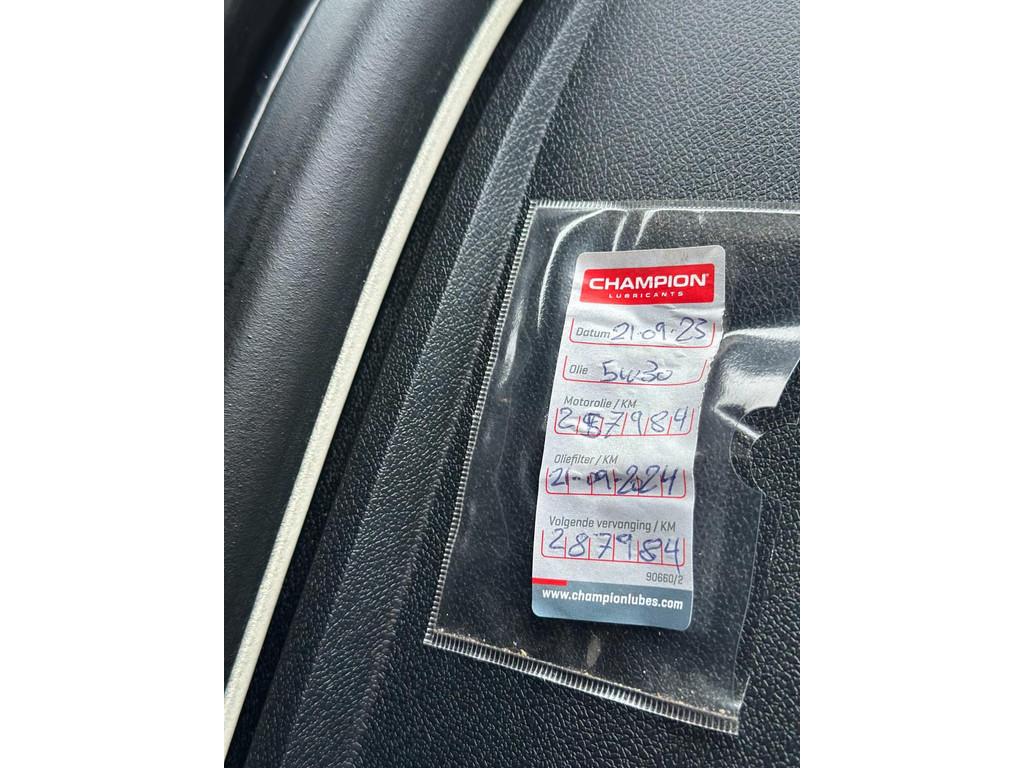 CHAMPION®
LUBRICANTS
Datum 21-09-23
Olie 5w30
Motorolie / KM
257984
Oliefilter / KM
21-09-2024
Volgende vervanging / KM
287984
90660/2
www.championlubes.com